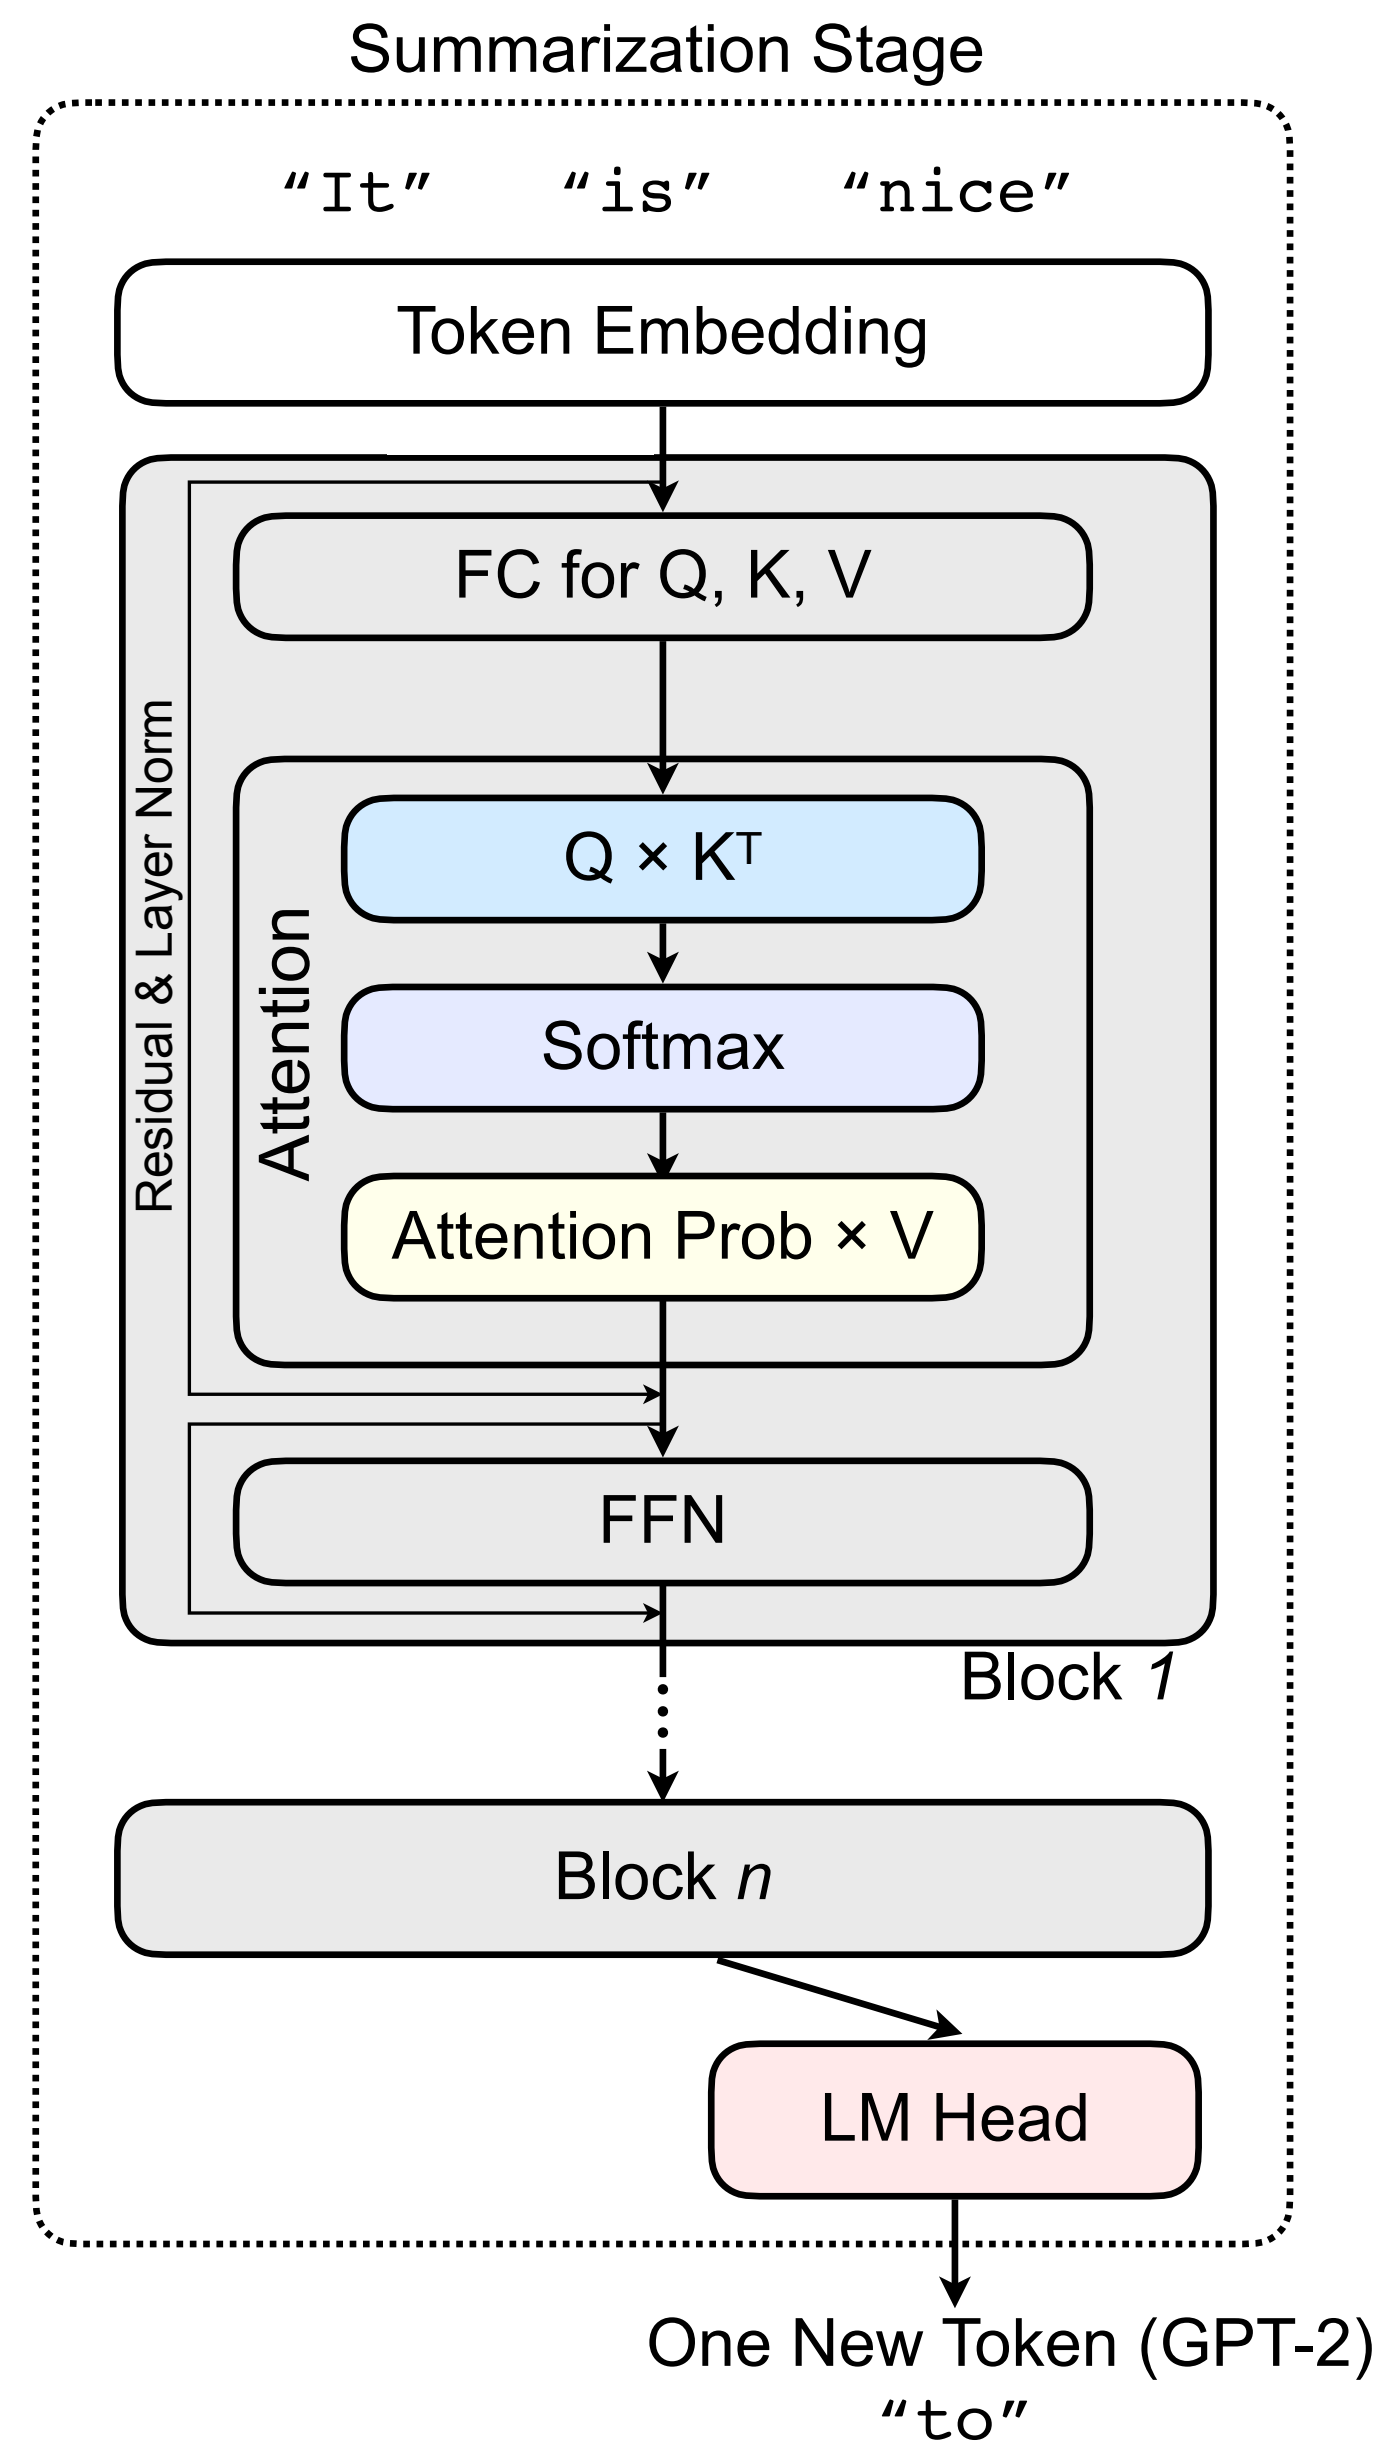 Summarization Stage
“It” “is” “nice”
Token Embedding
FC for Q, K, V
Residual & Layer Norm
Attention
Q × Kᵀ
Softmax
Attention Prob × V
FFN
Block 1
Block n
LM Head
One New Token (GPT-2)
“to”